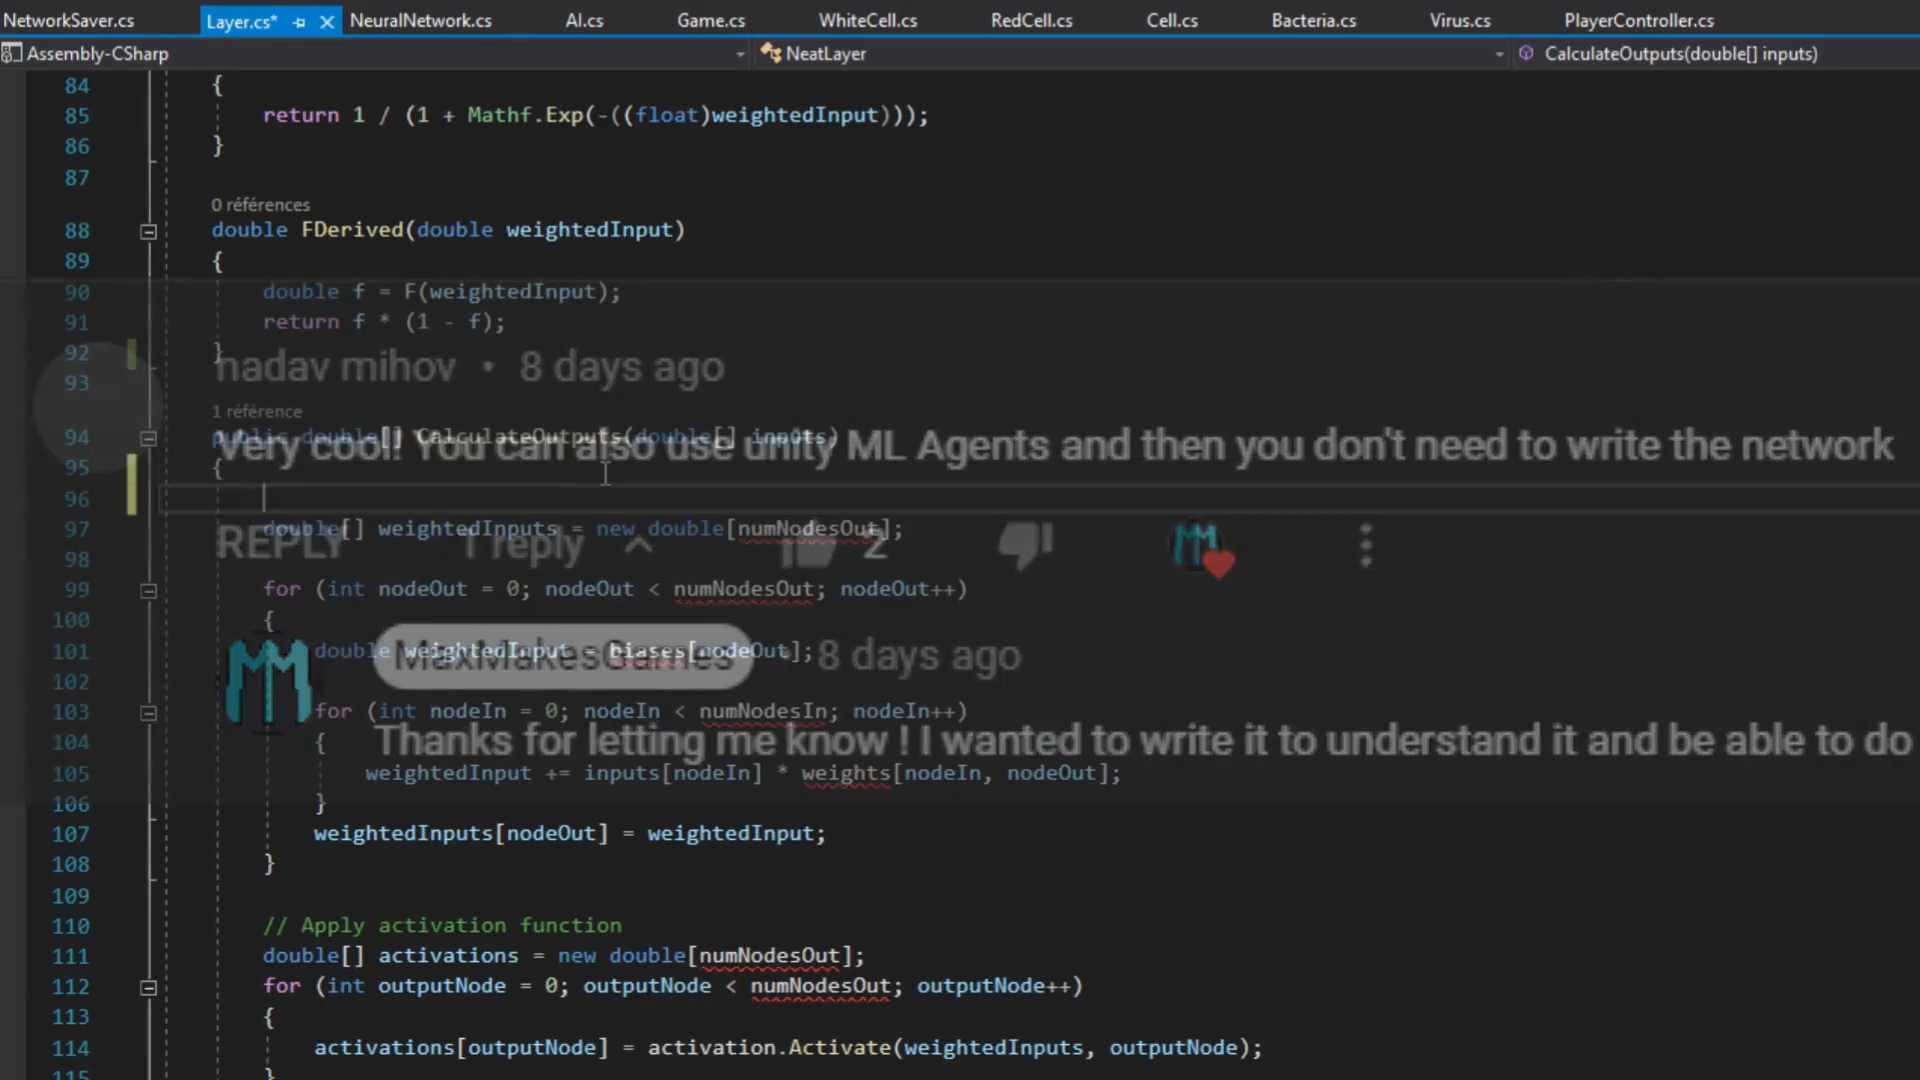 NetworkSaver.cs Layer.cs* NeuralNetwork.cs AI.cs Game.cs WhiteCell.cs RedCell.cs Cell.cs Bacteria.cs Virus.cs PlayerController.cs
Assembly-CSharp NeatLayer CalculateOutputs(double[] inputs)
84 {
85 return 1 / (1 + Mathf.Exp(-((float)weightedInput)));
86 }
87
0 références
88 double FDerived(double weightedInput)
89 {
90 double f = F(weightedInput);
91 return f * (1 - f);
92 }
nadav mihov • 8 days ago
93
1 référence
94 public double[] CalculateOutputs(double[] inputs)
Very cool! You can also use unity ML Agents and then you don't need to write the network
95 {
96
97 double[] weightedInputs = new double[numNodesOut];
REPLY 1 reply 2
98
99 for (int nodeOut = 0; nodeOut < numNodesOut; nodeOut++)
100 {
101 double weightedInput = biases[nodeOut];
MaxMakesGames 8 days ago
102
103 for (int nodeIn = 0; nodeIn < numNodesIn; nodeIn++)
104 {
Thanks for letting me know ! I wanted to write it to understand it and be able to do
105 weightedInput += inputs[nodeIn] * weights[nodeIn, nodeOut];
106 }
107 weightedInputs[nodeOut] = weightedInput;
108 }
109
110 // Apply activation function
111 double[] activations = new double[numNodesOut];
112 for (int outputNode = 0; outputNode < numNodesOut; outputNode++)
113 {
114 activations[outputNode] = activation.Activate(weightedInputs, outputNode);
115 }